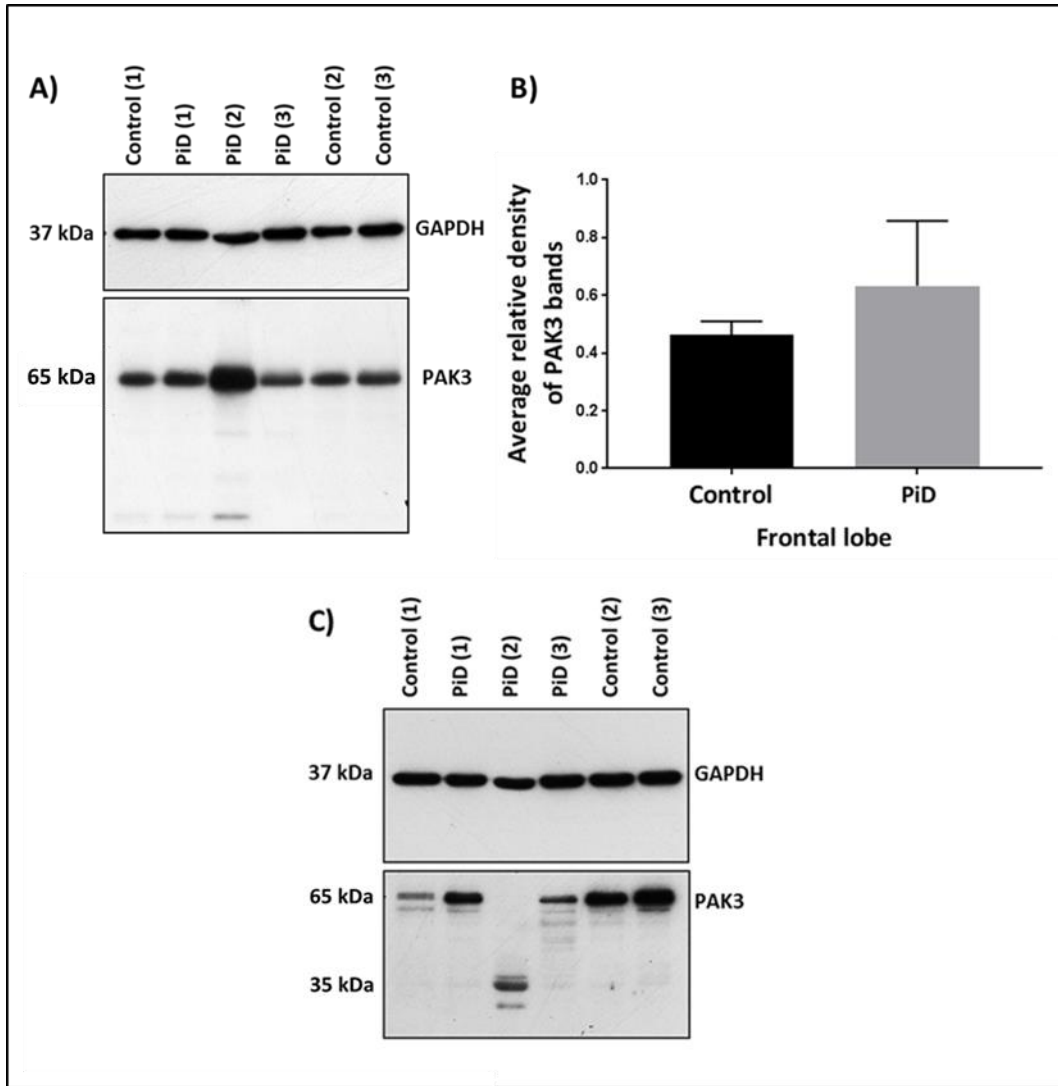 A)
Control (1)
PiD (1)
PiD (2)
PiD (3)
Control (2)
Control (3)
37 kDa
GAPDH
65 kDa
PAK3
B)
Average relative density
of PAK3 bands
1.0
0.8
0.6
0.4
0.2
0.0
Control
PiD
Frontal lobe
C)
Control (1)
PiD (1)
PiD (2)
PiD (3)
Control (2)
Control (3)
37 kDa
GAPDH
65 kDa
PAK3
35 kDa